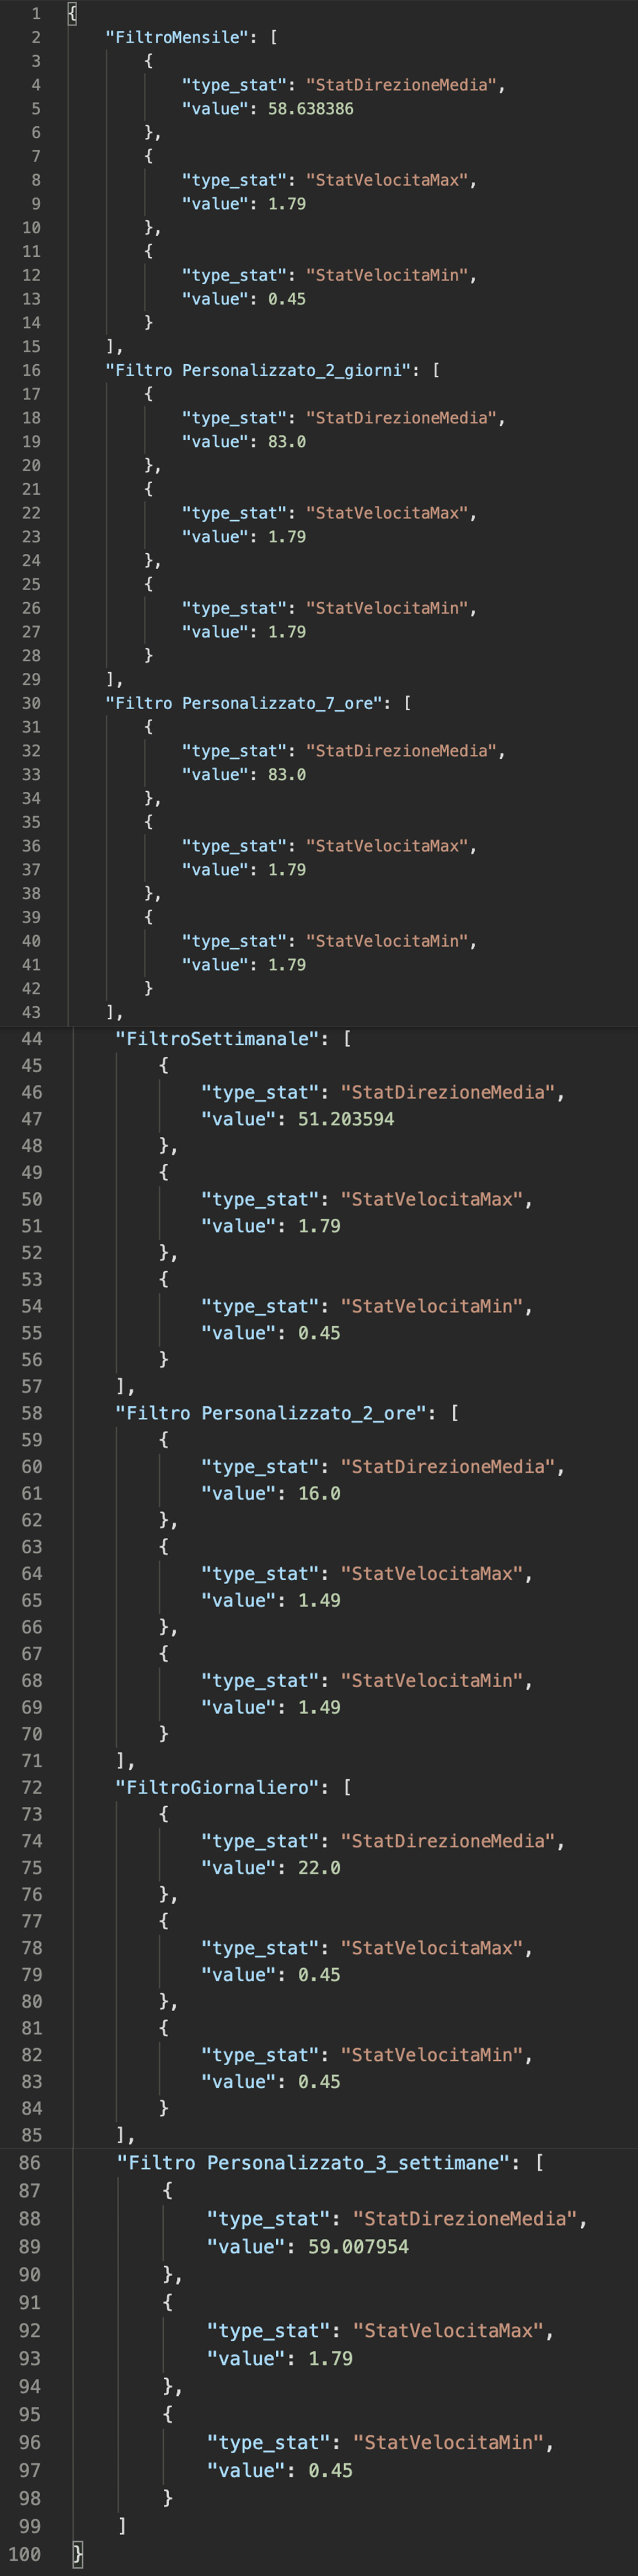 1 {
2 "FiltroMensile": [
3 {
4 "type_stat": "StatDirezioneMedia",
5 "value": 58.638386
6 },
7 {
8 "type_stat": "StatVelocitaMax",
9 "value": 1.79
10 },
11 {
12 "type_stat": "StatVelocitaMin",
13 "value": 0.45
14 }
15 ],
16 "Filtro Personalizzato_2_giorni": [
17 {
18 "type_stat": "StatDirezioneMedia",
19 "value": 83.0
20 },
21 {
22 "type_stat": "StatVelocitaMax",
23 "value": 1.79
24 },
25 {
26 "type_stat": "StatVelocitaMin",
27 "value": 1.79
28 }
29 ],
30 "Filtro Personalizzato_7_ore": [
31 {
32 "type_stat": "StatDirezioneMedia",
33 "value": 83.0
34 },
35 {
36 "type_stat": "StatVelocitaMax",
37 "value": 1.79
38 },
39 {
40 "type_stat": "StatVelocitaMin",
41 "value": 1.79
42 }
43 ],
44 "FiltroSettimanale": [
45 {
46 "type_stat": "StatDirezioneMedia",
47 "value": 51.203594
48 },
49 {
50 "type_stat": "StatVelocitaMax",
51 "value": 1.79
52 },
53 {
54 "type_stat": "StatVelocitaMin",
55 "value": 0.45
56 }
57 ],
58 "Filtro Personalizzato_2_ore": [
59 {
60 "type_stat": "StatDirezioneMedia",
61 "value": 16.0
62 },
63 {
64 "type_stat": "StatVelocitaMax",
65 "value": 1.49
66 },
67 {
68 "type_stat": "StatVelocitaMin",
69 "value": 1.49
70 }
71 ],
72 "FiltroGiornaliero": [
73 {
74 "type_stat": "StatDirezioneMedia",
75 "value": 22.0
76 },
77 {
78 "type_stat": "StatVelocitaMax",
79 "value": 0.45
80 },
81 {
82 "type_stat": "StatVelocitaMin",
83 "value": 0.45
84 }
85 ],
86 "Filtro Personalizzato_3_settimane": [
87 {
88 "type_stat": "StatDirezioneMedia",
89 "value": 59.007954
90 },
91 {
92 "type_stat": "StatVelocitaMax",
93 "value": 1.79
94 },
95 {
96 "type_stat": "StatVelocitaMin",
97 "value": 0.45
98 }
99 ]
100 }